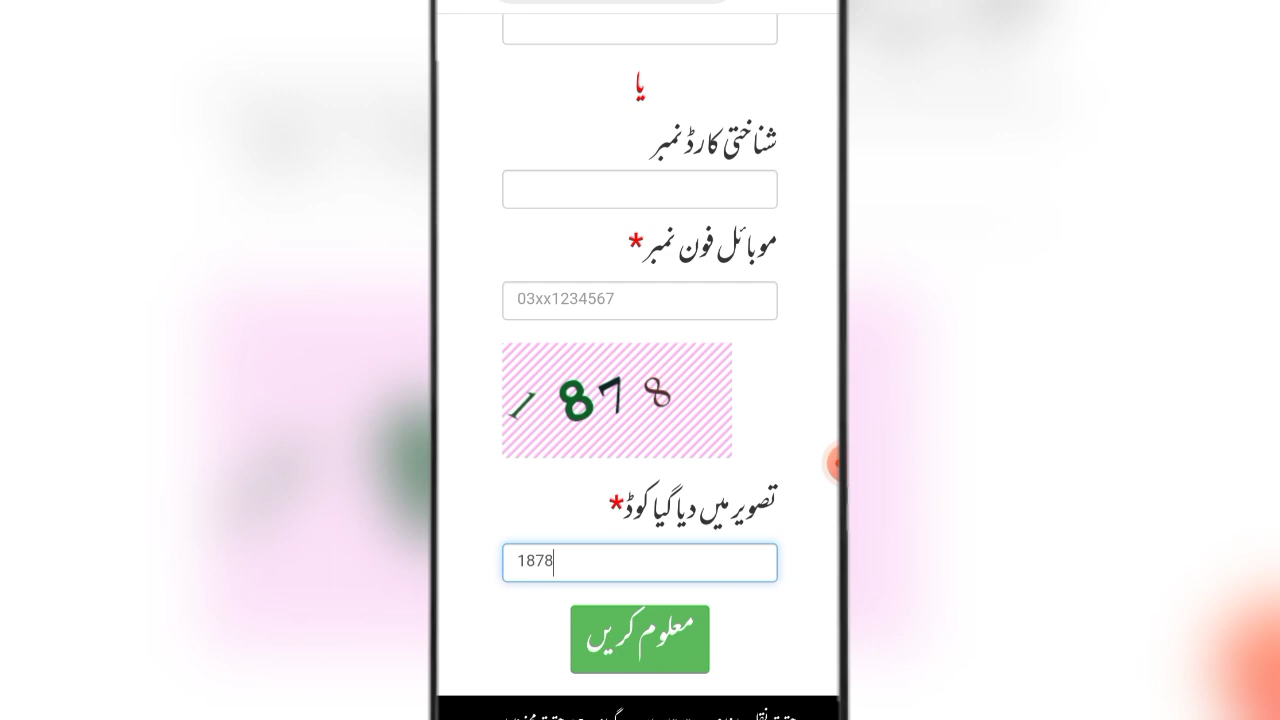 یا
شناختی کارڈ نمبر
موبائل فون نمبر*
03xx1234567
1878
تصویر میں دیا گیا کوڈ*
1878
معلوم کریں